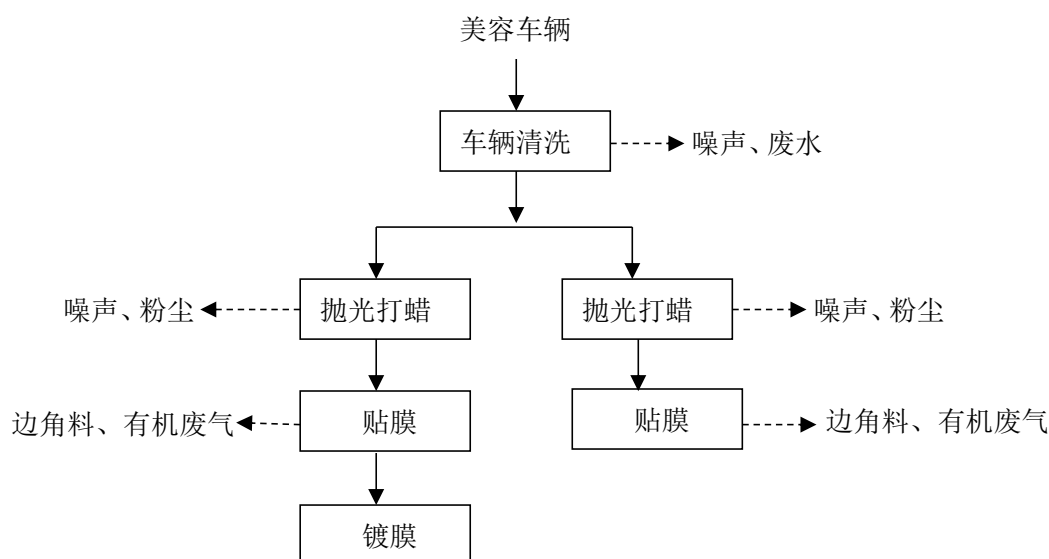 美容车辆
车辆清洗
噪声、废水
噪声、粉尘
抛光打蜡
抛光打蜡
噪声、粉尘
边角料、有机废气
贴膜
贴膜
边角料、有机废气
镀膜